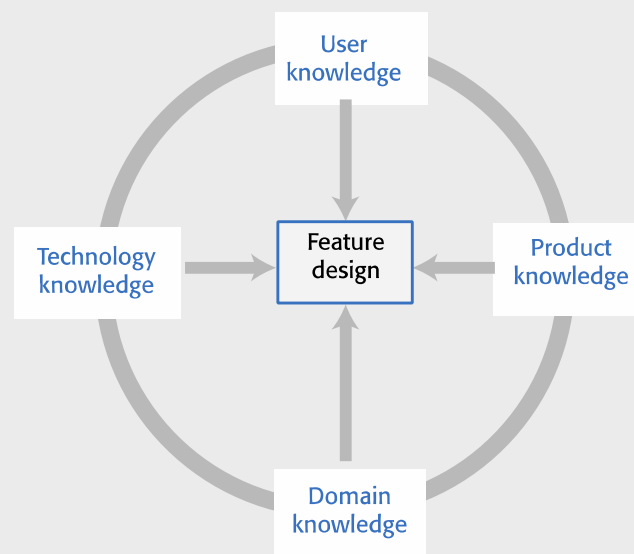 User
knowledge
Technology
knowledge
Feature
design
Product
knowledge
Domain
knowledge